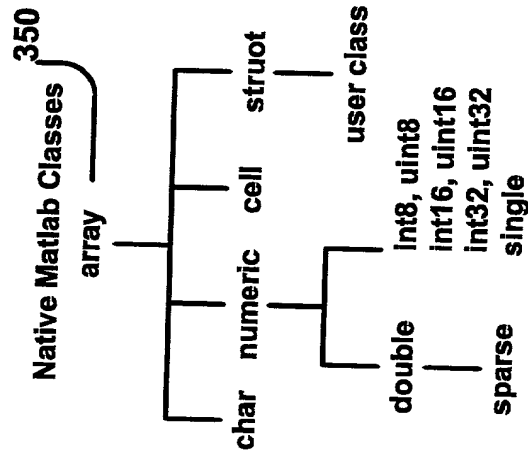 Native Matlab Classes
350
array
char
numeric
cell
struot
user class
double
int8, uint8
int16, uint16
int32, uint32
single
sparse